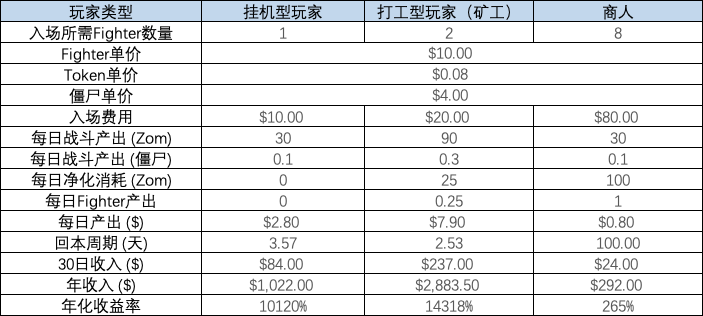 玩家类型 挂机型玩家 打工型玩家（矿工） 商人
入场所需Fighter数量 1 2 8
Fighter单价 $10.00
Token单价 $0.08
僵尸单价 $4.00
入场费用 $10.00 $20.00 $80.00
每日战斗产出 (Zom) 30 90 30
每日战斗产出 (僵尸) 0.1 0.3 0.1
每日净化消耗 (Zom) 0 25 100
每日Fighter产出 0 0.25 1
每日产出 ($) $2.80 $7.90 $0.80
回本周期 (天) 3.57 2.53 100.00
30日收入 ($) $84.00 $237.00 $24.00
年收入 ($) $1,022.00 $2,883.50 $292.00
年化收益率 10120% 14318% 265%